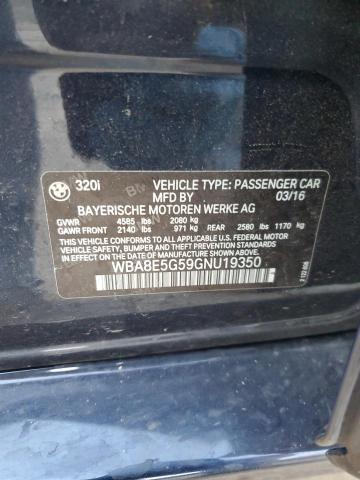 320i VEHICLE TYPE: PASSENGER CAR
MFD. BY 03/16
BAYERISCHE MOTOREN WERKE AG
GVWR 4585 lbs 2080 kg
GAWR FRONT 2140 lbs 971 kg REAR 2580 lbs 1170 kg
THIS VEHICLE CONFORMS TO ALL APPLICABLE U.S. FEDERAL MOTOR
VEHICLE SAFETY, BUMPER, AND THEFT PREVENTION STANDARDS
IN EFFECT ON THE DATE OF MANUFACTURE SHOWN ABOVE.
WBA8E5G59GNU19350